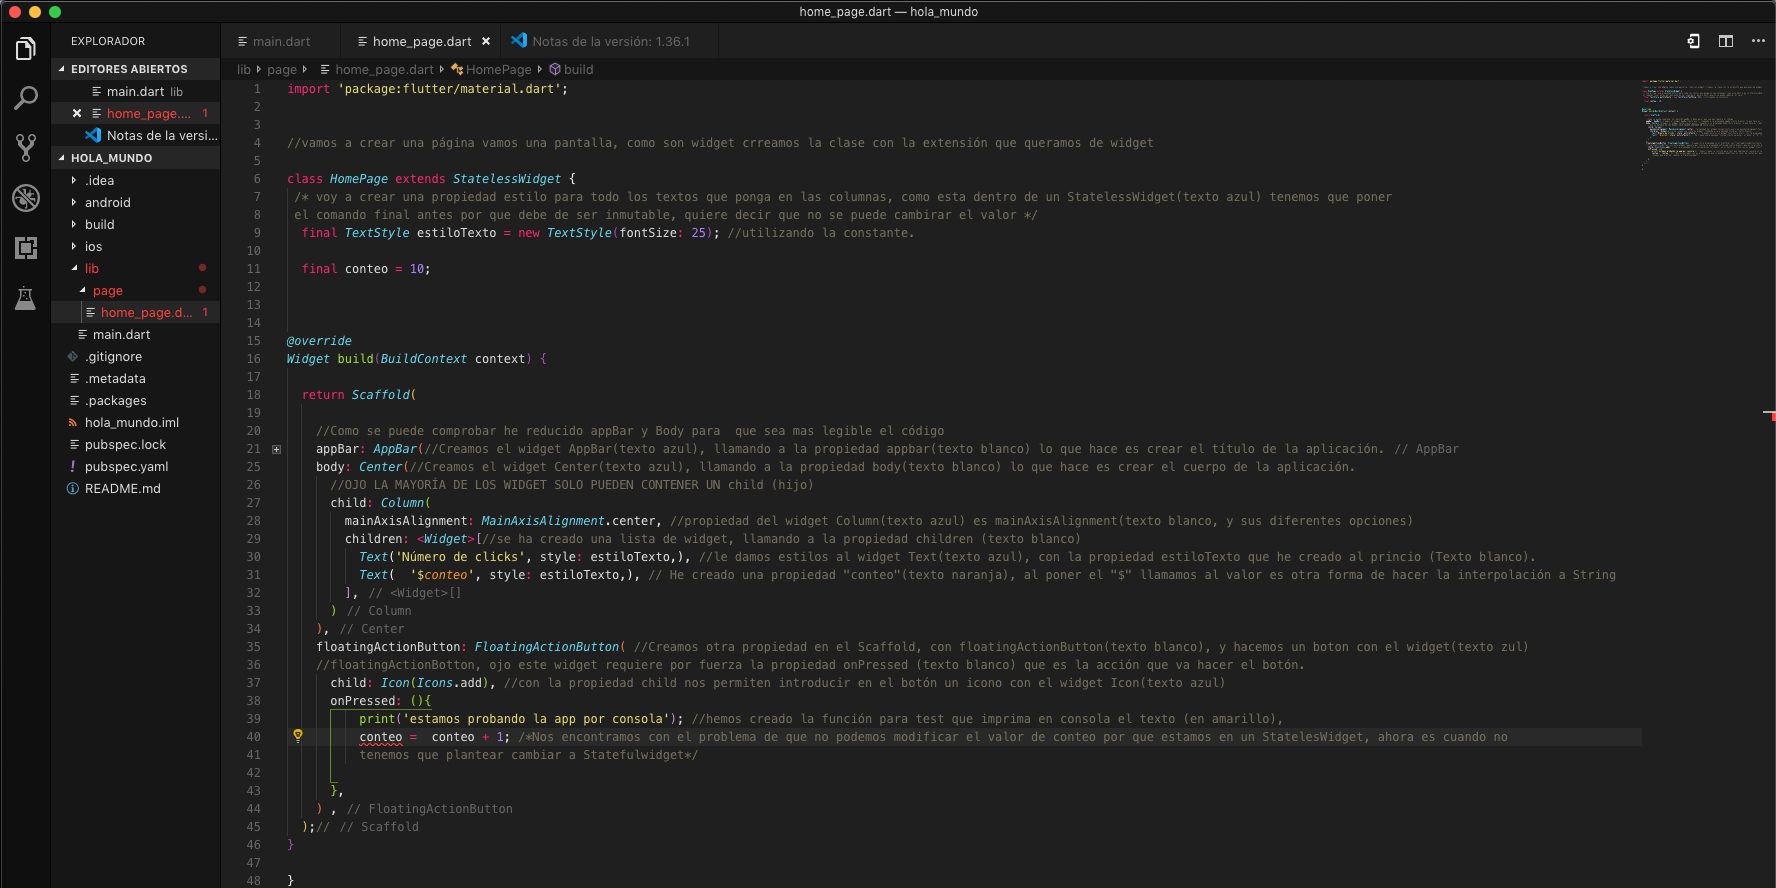 home_page.dart — hola_mundo
EXPLORADOR
EDITORES ABIERTOS
main.dart lib
home_page.... 1
Notas de la versi...
HOLA_MUNDO
.idea
android
build
ios
lib
page
home_page.d... 1
main.dart
.gitignore
.metadata
.packages
hola_mundo.iml
pubspec.lock
pubspec.yaml
README.md
main.dart
home_page.dart
Notas de la versión: 1.36.1
lib page home_page.dart HomePage build
1 import 'package:flutter/material.dart';
2
3
4 //vamos a crear una página vamos una pantalla, como son widget crreamos la clase con la extensión que queramos de widget
5
6 class HomePage extends StatelessWidget {
7 /* voy a crear una propiedad estilo para todo los textos que ponga en las columnas, como esta dentro de un StatelessWidget(texto azul) tenemos que poner
8 el comando final antes por que debe de ser inmutable, quiere decir que no se puede cambirar el valor */
9 final TextStyle estiloTexto = new TextStyle(fontSize: 25); //utilizando la constante.
10
11 final conteo = 10;
12
13
14
15 @override
16 Widget build(BuildContext context) {
17
18 return Scaffold(
19
20 //Como se puede comprobar he reducido appBar y Body para  que sea mas legible el código
21 appBar: AppBar(//Creamos el widget AppBar(texto azul), llamando a la propiedad appbar(texto blanco) lo que hace es crear el título de la aplicación. // AppBar
25 body: Center(//Creamos el widget Center(texto azul), llamando a la propiedad body(texto blanco) lo que hace es crear el cuerpo de la aplicación.
26 //OJO LA MAYORÍA DE LOS WIDGET SOLO PUEDEN CONTENER UN child (hijo)
27 child: Column(
28 mainAxisAlignment: MainAxisAlignment.center, //propiedad del widget Column(texto azul) es mainAxisAlignment(texto blanco, y sus diferentes opciones)
29 children: <Widget>[//se ha creado una lista de widget, llamando a la propiedad children (texto blanco)
30 Text('Número de clicks', style: estiloTexto,), //le damos estilos al widget Text(texto azul), con la propiedad estiloTexto que he creado al princio (Texto blanco).
31 Text(  '$conteo', style: estiloTexto,), // He creado una propiedad "conteo"(texto naranja), al poner el "$" llamamos al valor es otra forma de hacer la interpolación a String
32 ], // <Widget>[]
33 ) // Column
34 ), // Center
35 floatingActionButton: FloatingActionButton( //Creamos otra propiedad en el Scaffold, con floatingActionButton(texto blanco), y hacemos un boton con el widget(texto zul)
36 //floatingActionBotton, ojo este widget requiere por fuerza la propiedad onPressed (texto blanco) que es la acción que va hacer el botón.
37 child: Icon(Icons.add), //con la propiedad child nos permiten introducir en el botón un icono con el widget Icon(texto azul)
38 onPressed: (){
39 print('estamos probando la app por consola'); //hemos creado la función para test que imprima en consola el texto (en amarillo),
40 conteo =  conteo + 1; /*Nos encontramos con el problema de que no podemos modificar el valor de conteo por que estamos en un StatelesWidget, ahora es cuando no
41 tenemos que plantear cambiar a Statefulwidget*/
42
43 },
44 ) , // FloatingActionButton
45 );// // Scaffold
46 }
47
48 }